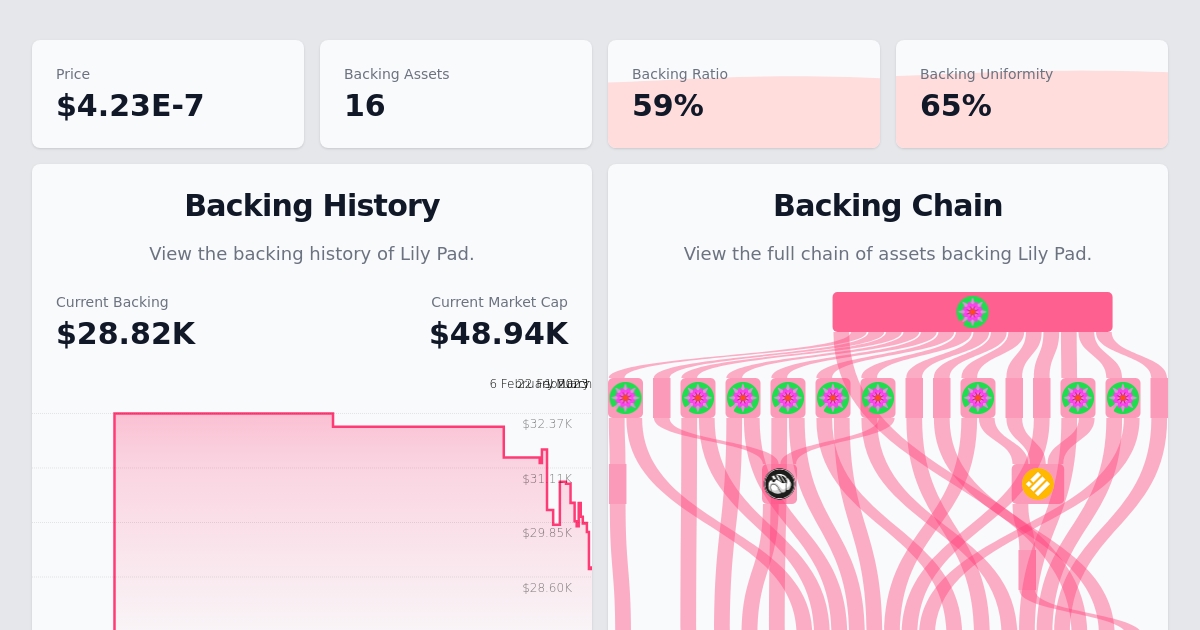 Price
$4.23E-7
Backing Assets
16
Backing Ratio
59%
Backing Uniformity
65%
Backing History
View the backing history of Lily Pad.
Current Backing
$28.82K
Current Market Cap
$48.94K
6 February 2023
$32.37K
$31.11K
$29.85K
$28.60K
Backing Chain
View the full chain of assets backing Lily Pad.